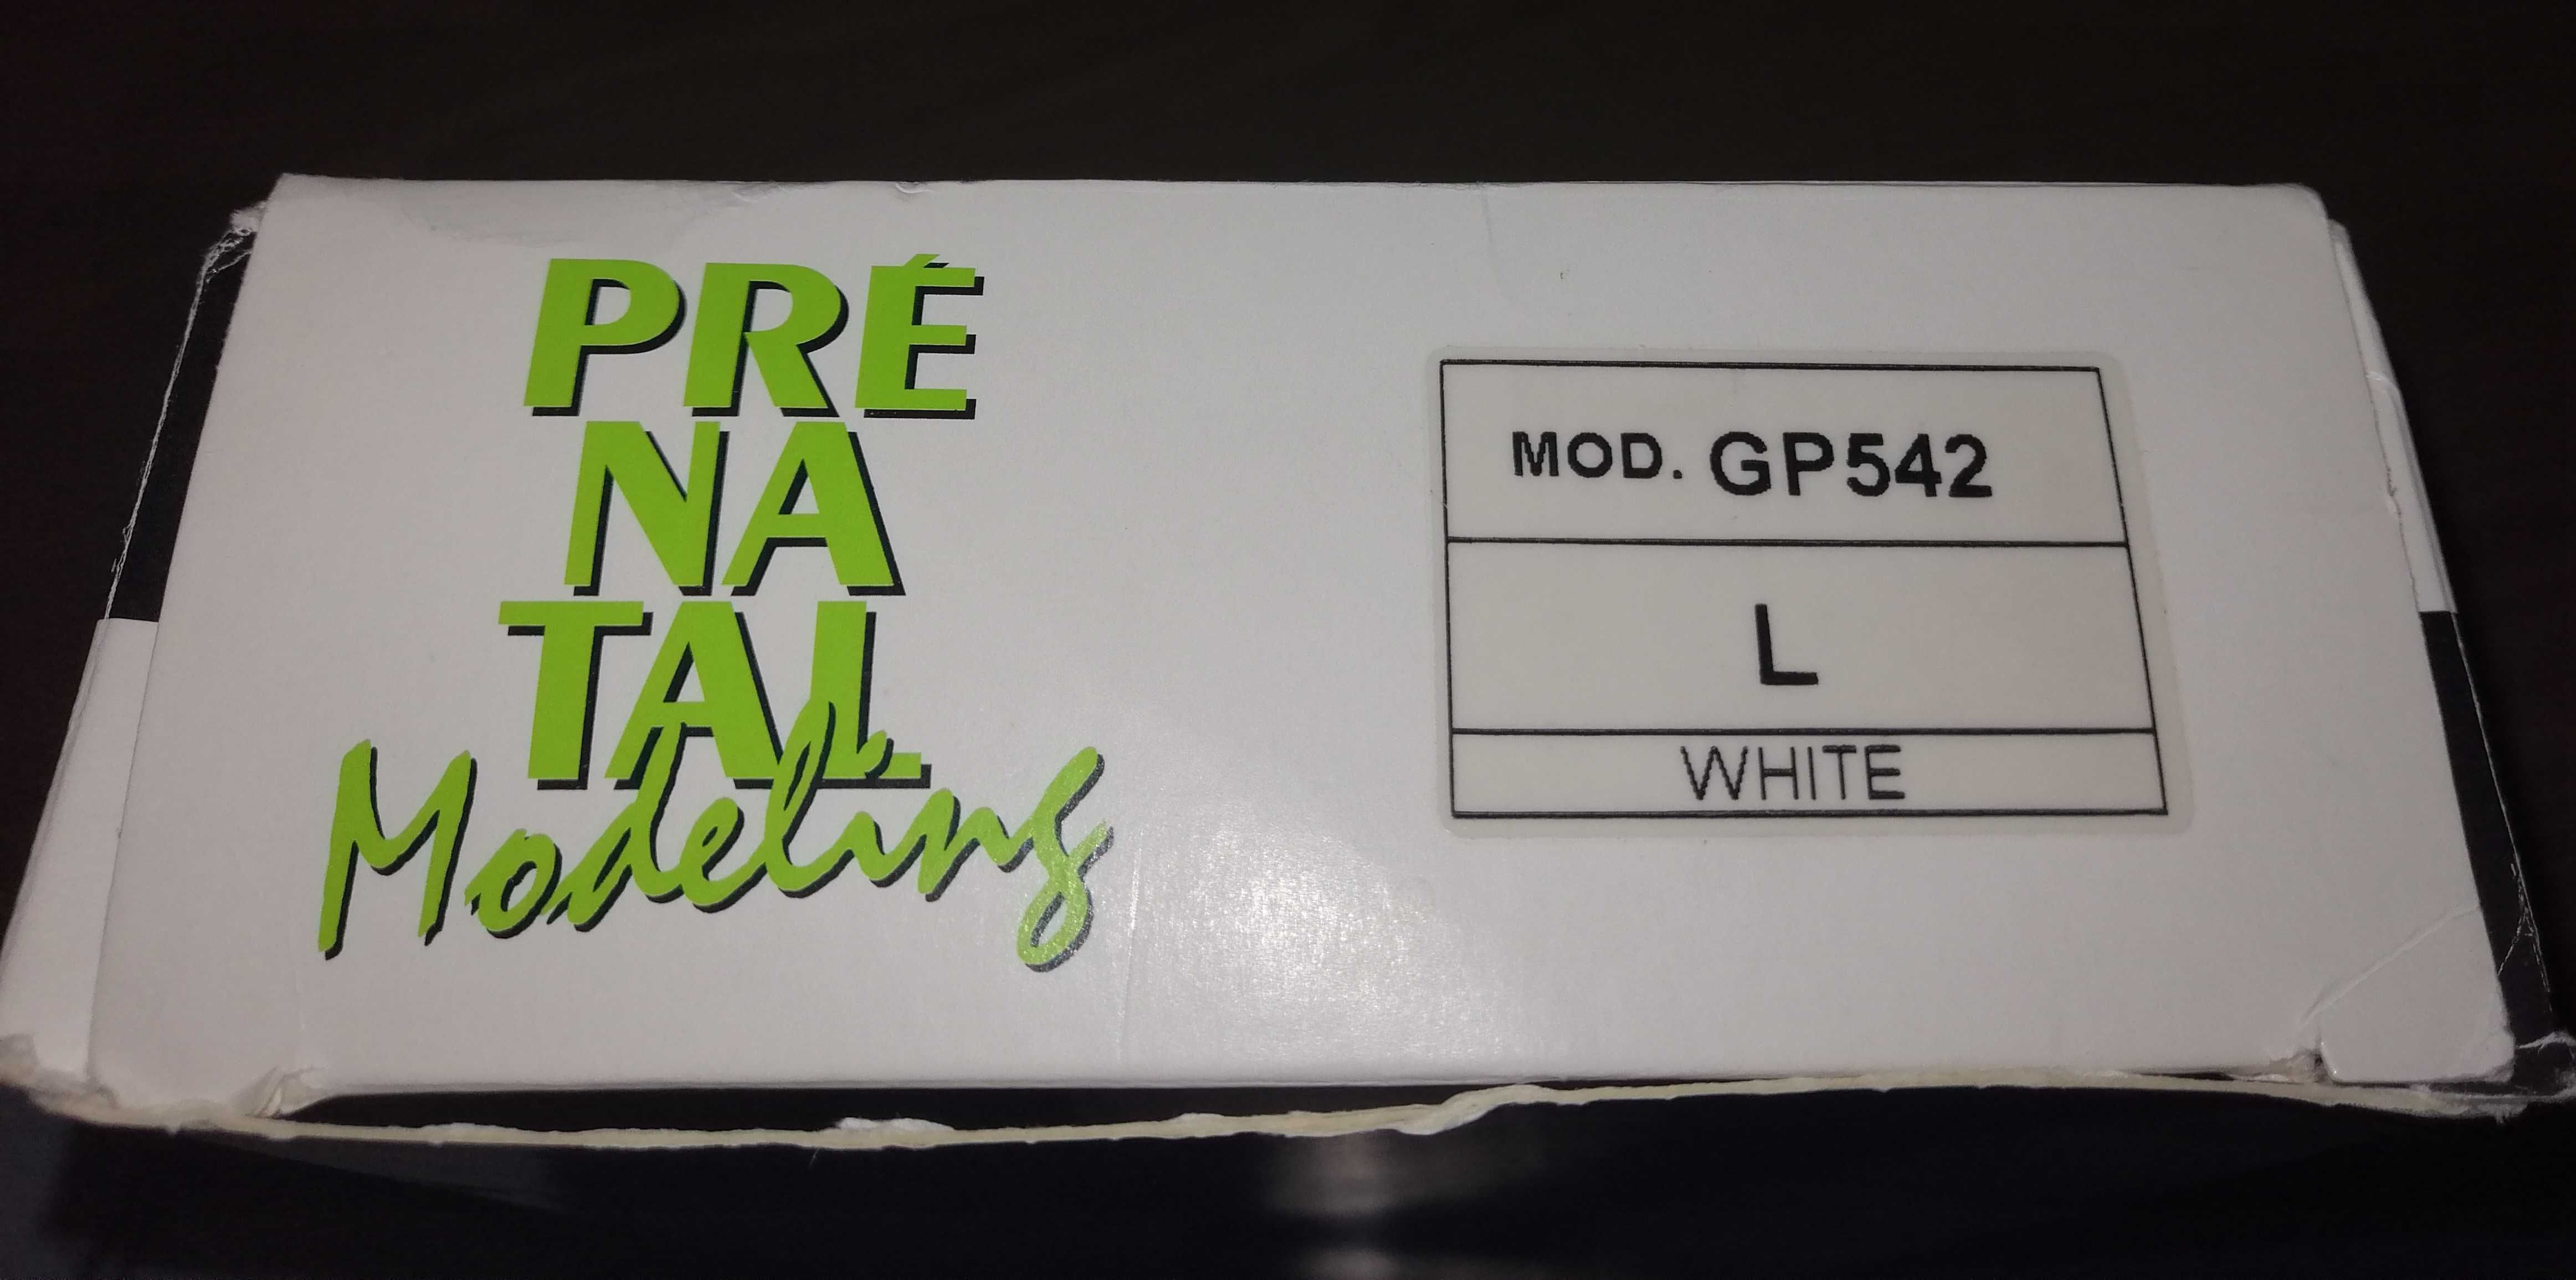 PRÉ
NA
TAL
Modeling
MOD. GP542
L
WHITE